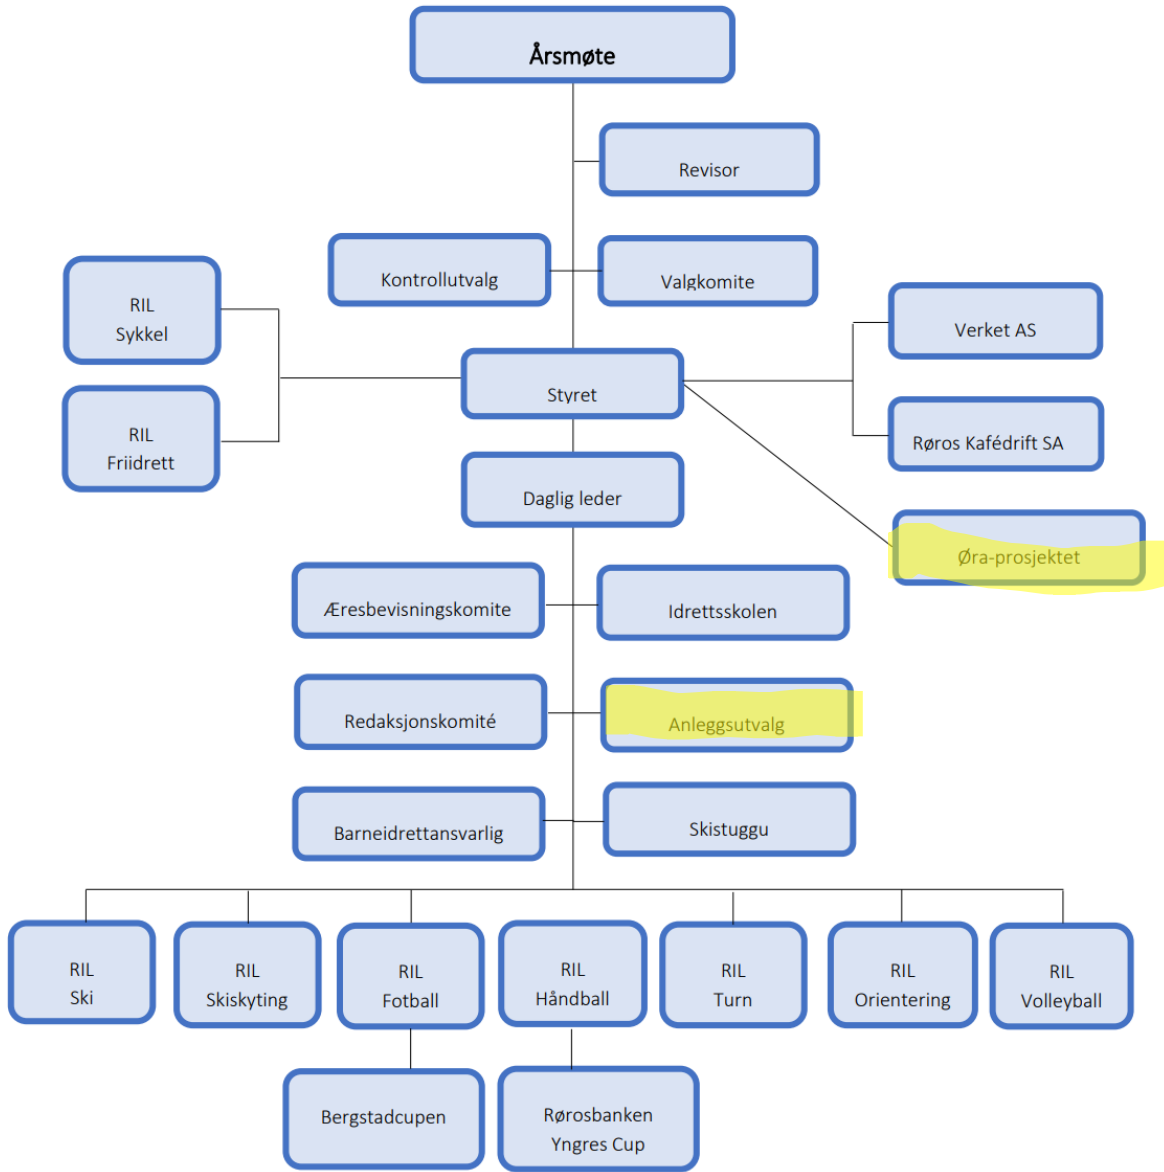 Årsmøte
Revisor
Kontrollutvalg
Valgkomite
RIL
Sykkel
Verket AS
Styret
RIL
Friidrett
Røros Kafédrift SA
Daglig leder
Øra-prosjektet
Æresbevisningskomite
Idrettsskolen
Redaksjonskomité
Anleggsutvalg
Barneidrettansvarlig
Skistuggu
RIL
Ski
RIL
Skiskyting
RIL
Fotball
RIL
Håndball
RIL
Turn
RIL
Orientering
RIL
Volleyball
Bergstadcupen
Rørosbanken
Yngres Cup